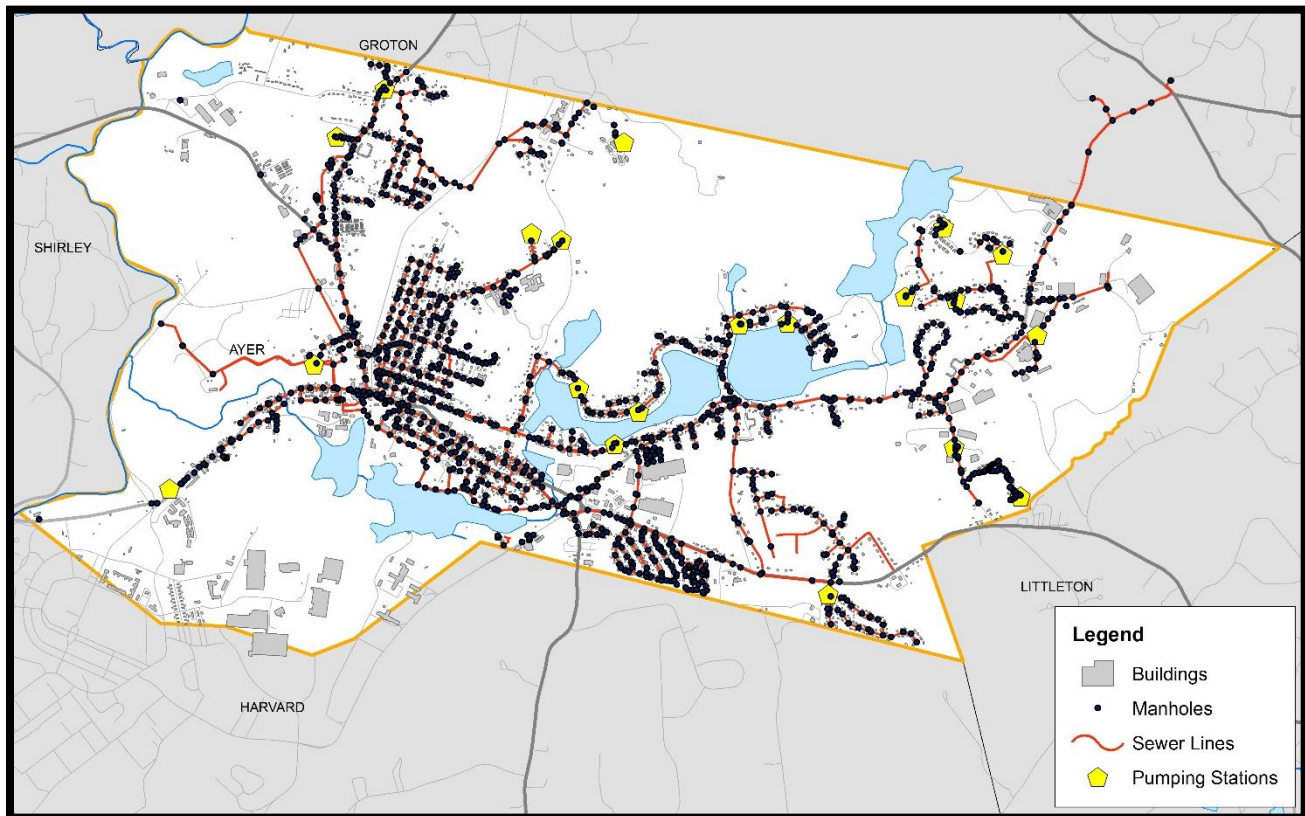 GROTON
SHIRLEY
AYER
LITTLETON
HARVARD
Legend
Buildings
Manholes
Sewer Lines
Pumping Stations